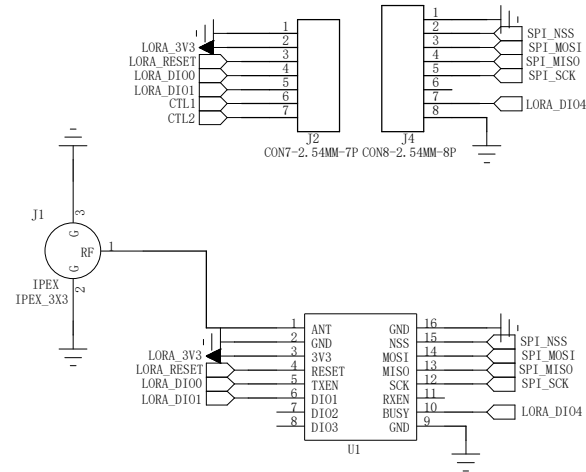 1
2
LORA_3V3
3
LORA_RESET
4
LORA_DIO0
5
LORA_DIO1
6
CTL1
7
CTL2
J2
CON7-2.54MM-7P
1
2
SPI_NSS
3
SPI_MOSI
4
SPI_MISO
5
SPI_SCK
6
7
LORA_DIO4
8
J4
CON8-2.54MM-8P
J1
3
G
RF
1
G
2
IPEX
IPEX_3X3
1
ANT
2
GND
LORA_3V3
3
3V3
LORA_RESET
4
RESET
LORA_DIO0
5
TXEN
LORA_DIO1
6
DIO1
7
DIO2
8
DIO3
GND
16
NSS
15
SPI_NSS
MOSI
14
SPI_MOSI
MISO
13
SPI_MISO
SCK
12
SPI_SCK
RXEN
11
BUSY
10
LORA_DIO4
GND
9
U1